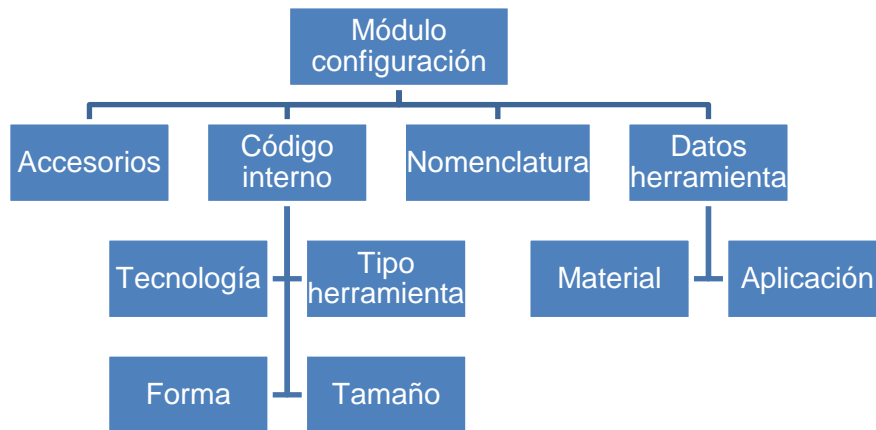 Módulo
configuración
Accesorios
Código
interno
Nomenclatura
Datos
herramienta
Tecnología
Tipo
herramienta
Material
Aplicación
Forma
Tamaño